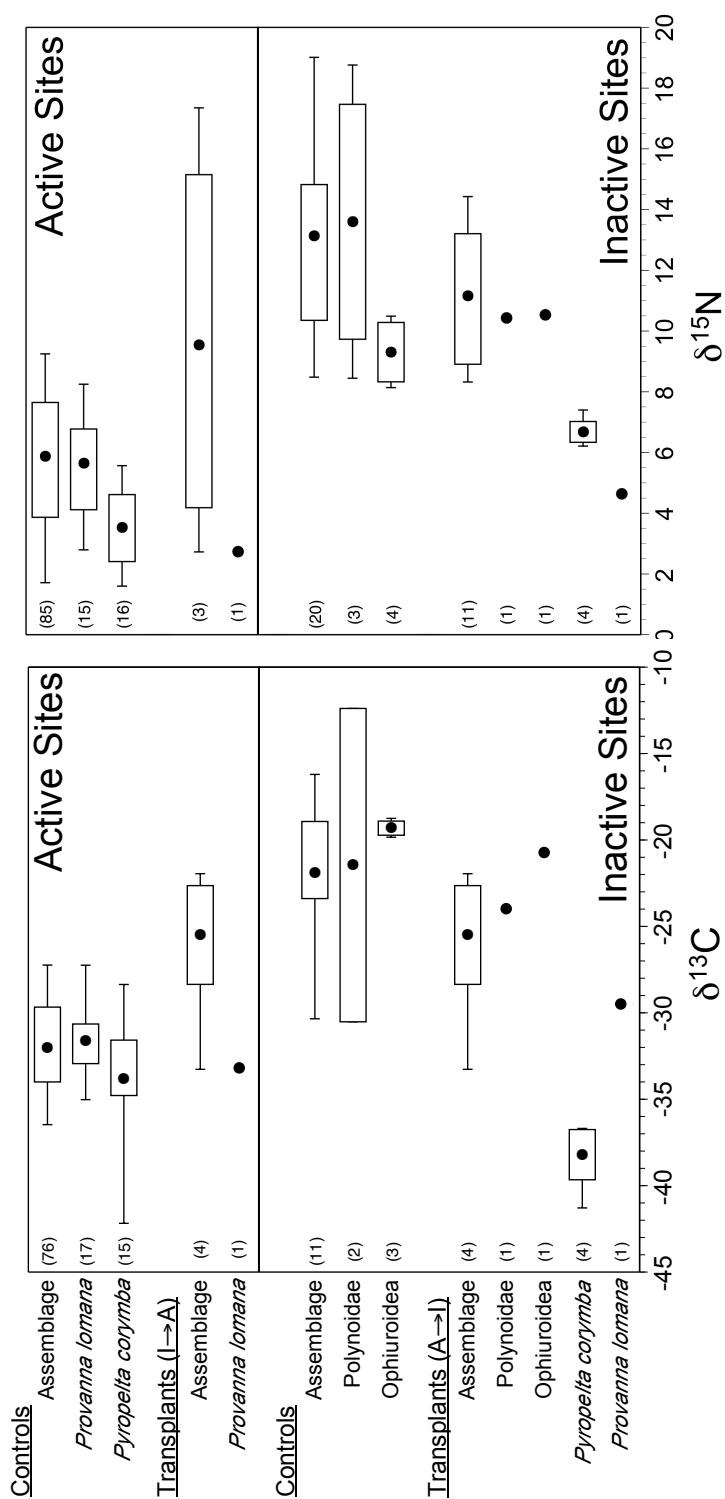 Controls
Assemblage
Provanna lomana
Pyropelta corymba
Transplants (I→A)
Assemblage
Provanna lomana
Controls
Assemblage
Polynoidae
Ophiuroidea
Transplants (A→I)
Assemblage
Polynoidae
Ophiuroidea
Pyropelta corymba
Provanna lomana
Active Sites
(76)
(17)
(15)
(4)
(1)
Inactive Sites
(11)
(2)
(3)
(4)
(1)
(1)
(4)
(1)
-45 -40 -35 -30 -25 -20 -15 -10
δ13C
Active Sites
(85)
(15)
(16)
(3)
(1)
Inactive Sites
(20)
(3)
(4)
(11)
(1)
(1)
(4)
(1)
0 2 4 6 8 10 12 14 16 18 20
δ15N